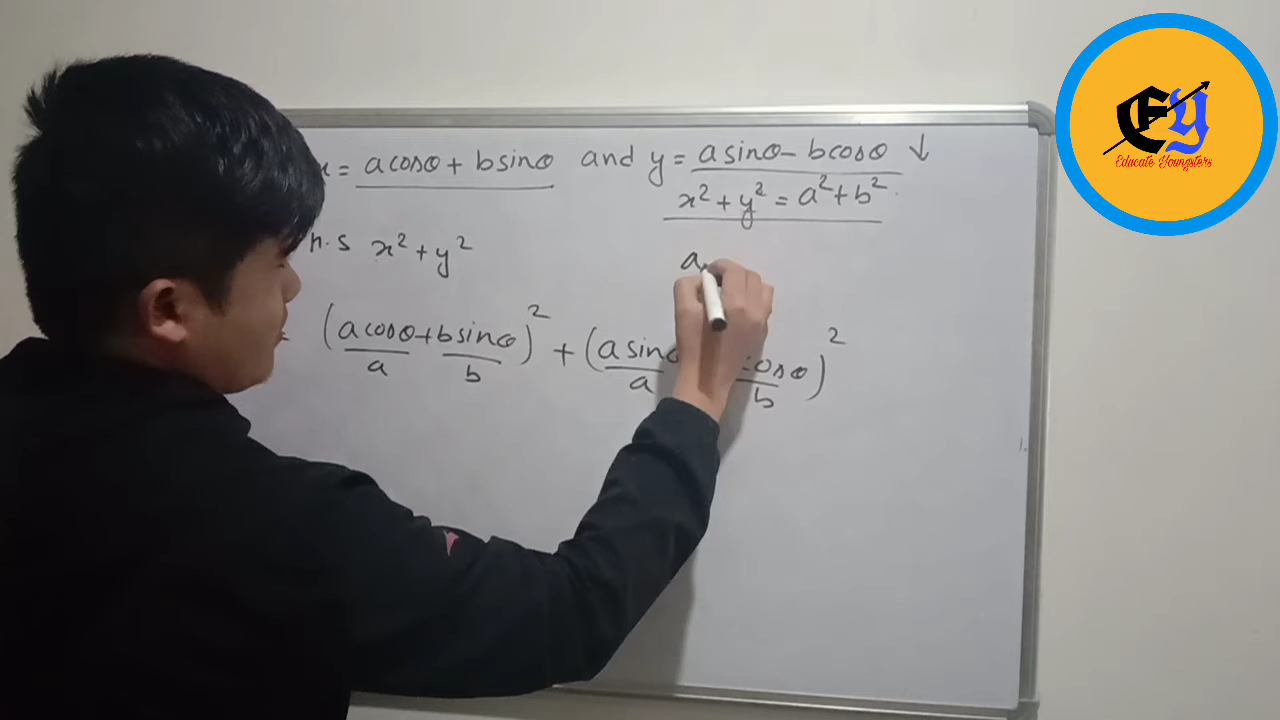 x = acosθ + bsinθ and y = asinθ - bcosθ ↓
x² + y² = a² + b²
h.s x² + y²
a
= (acosθ + bsinθ)² + (asinθ cosθ)²
a b a b
EY
Educate Youngsters